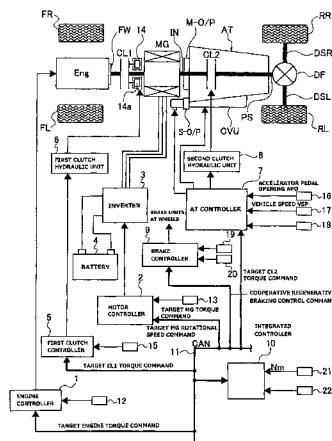 FR
FW
14
IN
M-O/P
AT
RR
CL1
MG
CL2
DSR
Eng
DF
DSL
14a
S-O/P
CVU
PS
FL
RL
6
FIRST CLUTCH
HYDRAULIC UNIT
SECOND CLUTCH
HYDRAULIC UNIT
8
3
INVERTER
7
AT CONTROLLER
ACCELERATOR PEDAL
OPENING APO
16
VEHICLE SPEED VSP
17
18
4
BATTERY
BRAKE UNITS
AT WHEELS
9
BRAKE
CONTROLLER
19
20
2
MOTOR
CONTROLLER
13
TARGET MG TORQUE
COMMAND
TARGET MG ROTATIONAL
SPEED COMMAND
TARGET CL2
TORQUE COMMAND
COOPERATIVE REGENERATIVE
BRAKING CONTROL COMMAND
5
FIRST CLUTCH
CONTROLLER
15
11
CAN
INTEGRATED
CONTROLLER
10
TARGET CL1 TORQUE COMMAND
Nm
21
22
1
ENGINE
CONTROLLER
12
TARGET ENGINE TORQUE COMMAND